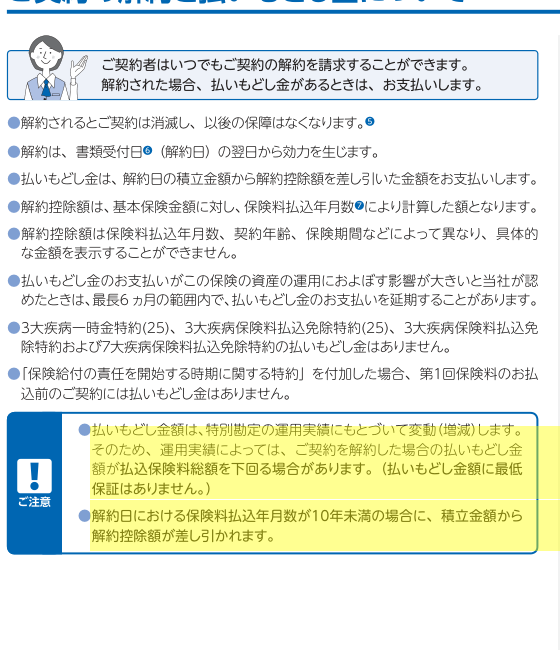 ご契約者はいつでもご契約の解約を請求することができます。
解約された場合、払いもどし金があるときは、お支払いします。
●解約されるとご契約は消滅し、以後の保障はなくなります。❺
●解約は、書類受付日❻（解約日）の翌日から効力を生じます。
●払いもどし金は、解約日の積立金額から解約控除額を差し引いた金額をお支払いします。
●解約控除額は、基本保険金額に対し、保険料払込年月数❼により計算した額となります。
●解約控除額は保険料払込年月数、契約年齢、保険期間などによって異なり、具体的
な金額を表示することができません。
●払いもどし金のお支払いがこの保険の資産の運用におよぼす影響が大きいと当社が認
めたときは、最長6ヵ月の範囲内で、払いもどし金のお支払いを延期することがあります。
●3大疾病一時金特約(25)、3大疾病保険料払込免除特約(25)、3大疾病保険料払込免
除特約および7大疾病保険料払込免除特約の払いもどし金はありません。
●「保険給付の責任を開始する時期に関する特約」を付加した場合、第1回保険料のお払
込前のご契約には払いもどし金はありません。
ご注意
●払いもどし金額は、特別勘定の運用実績にもとづいて変動（増減）します。
そのため、運用実績によっては、ご契約を解約した場合の払いもどし金
額が払込保険料総額を下回る場合があります。（払いもどし金額に最低
保証はありません。）
●解約日における保険料払込年月数が10年未満の場合に、積立金額から
解約控除額が差し引かれます。